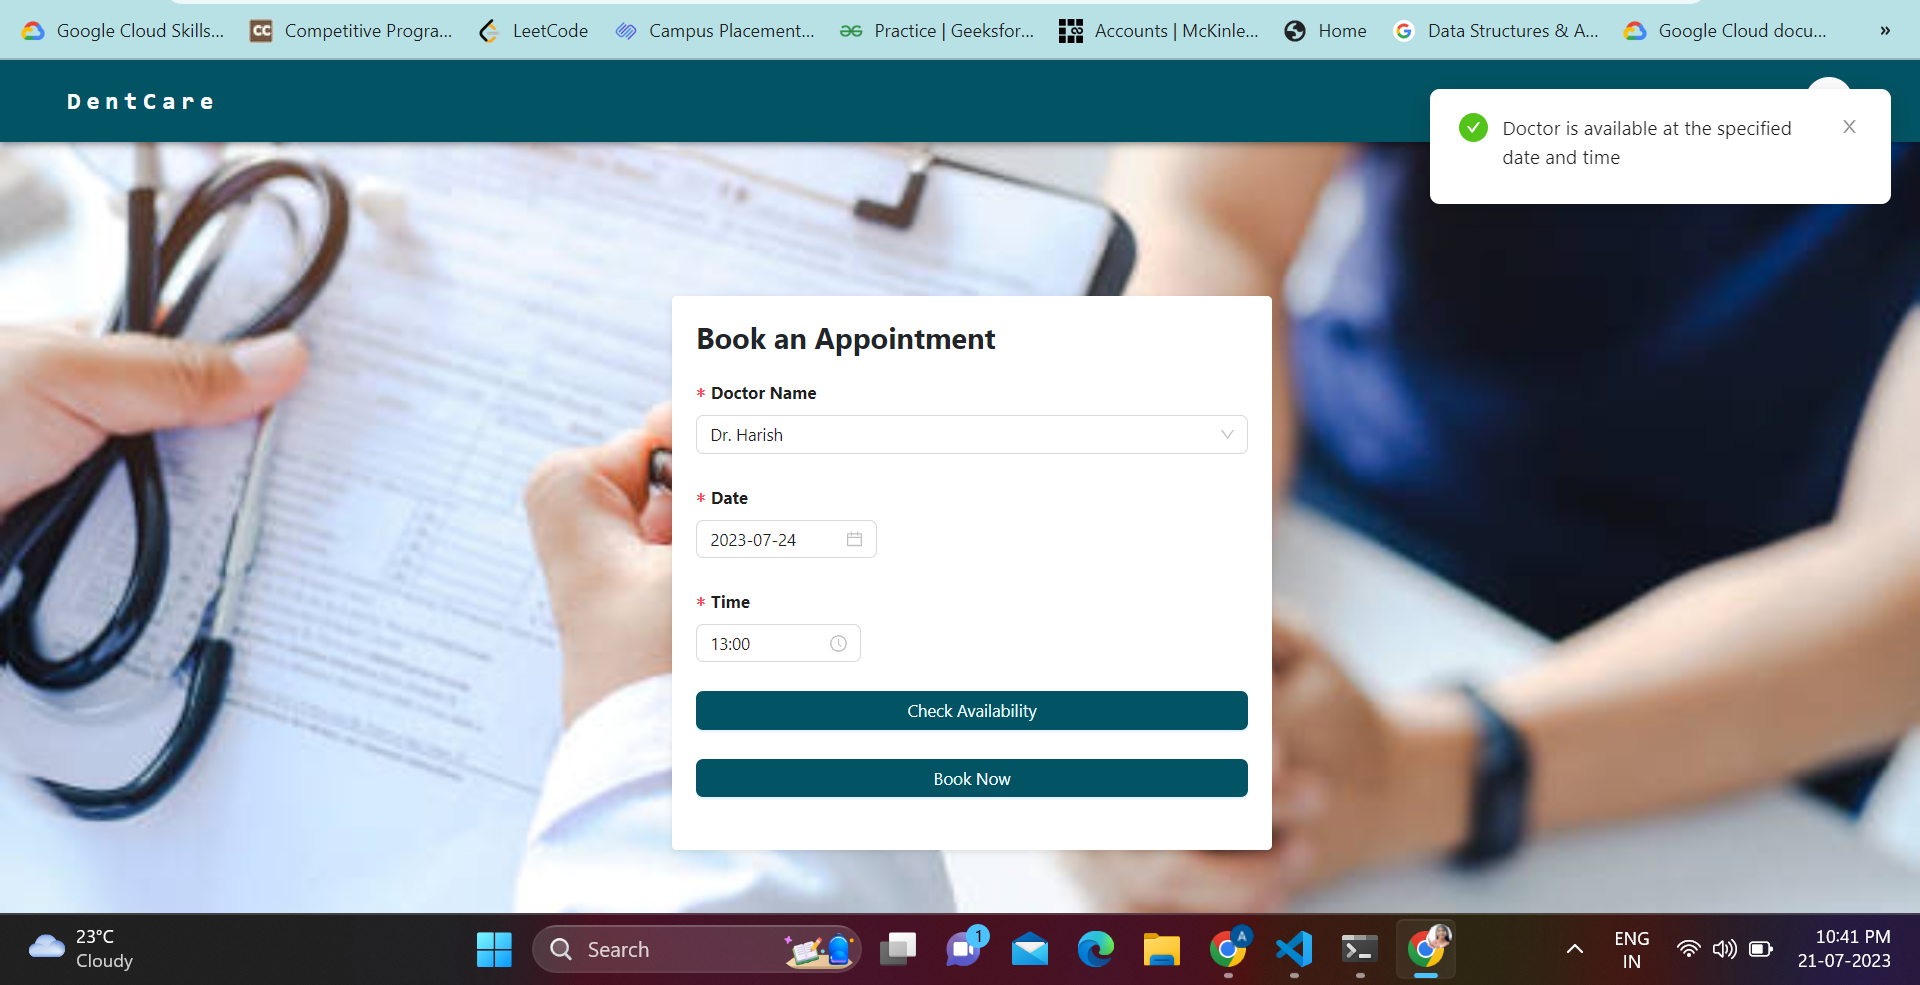 Google Cloud Skills...
Competitive Progra...
LeetCode
Campus Placement...
Practice | Geeksfor...
Accounts | McKinle...
Home
Data Structures & A...
Google Cloud docu...
»
DentCare
Doctor is available at the specified
date and time
Book an Appointment
* Doctor Name
Dr. Harish
* Date
2023-07-24
* Time
13:00
Check Availability
Book Now
23°C
Cloudy
Search
1
A
ENG
IN
10:41 PM
21-07-2023